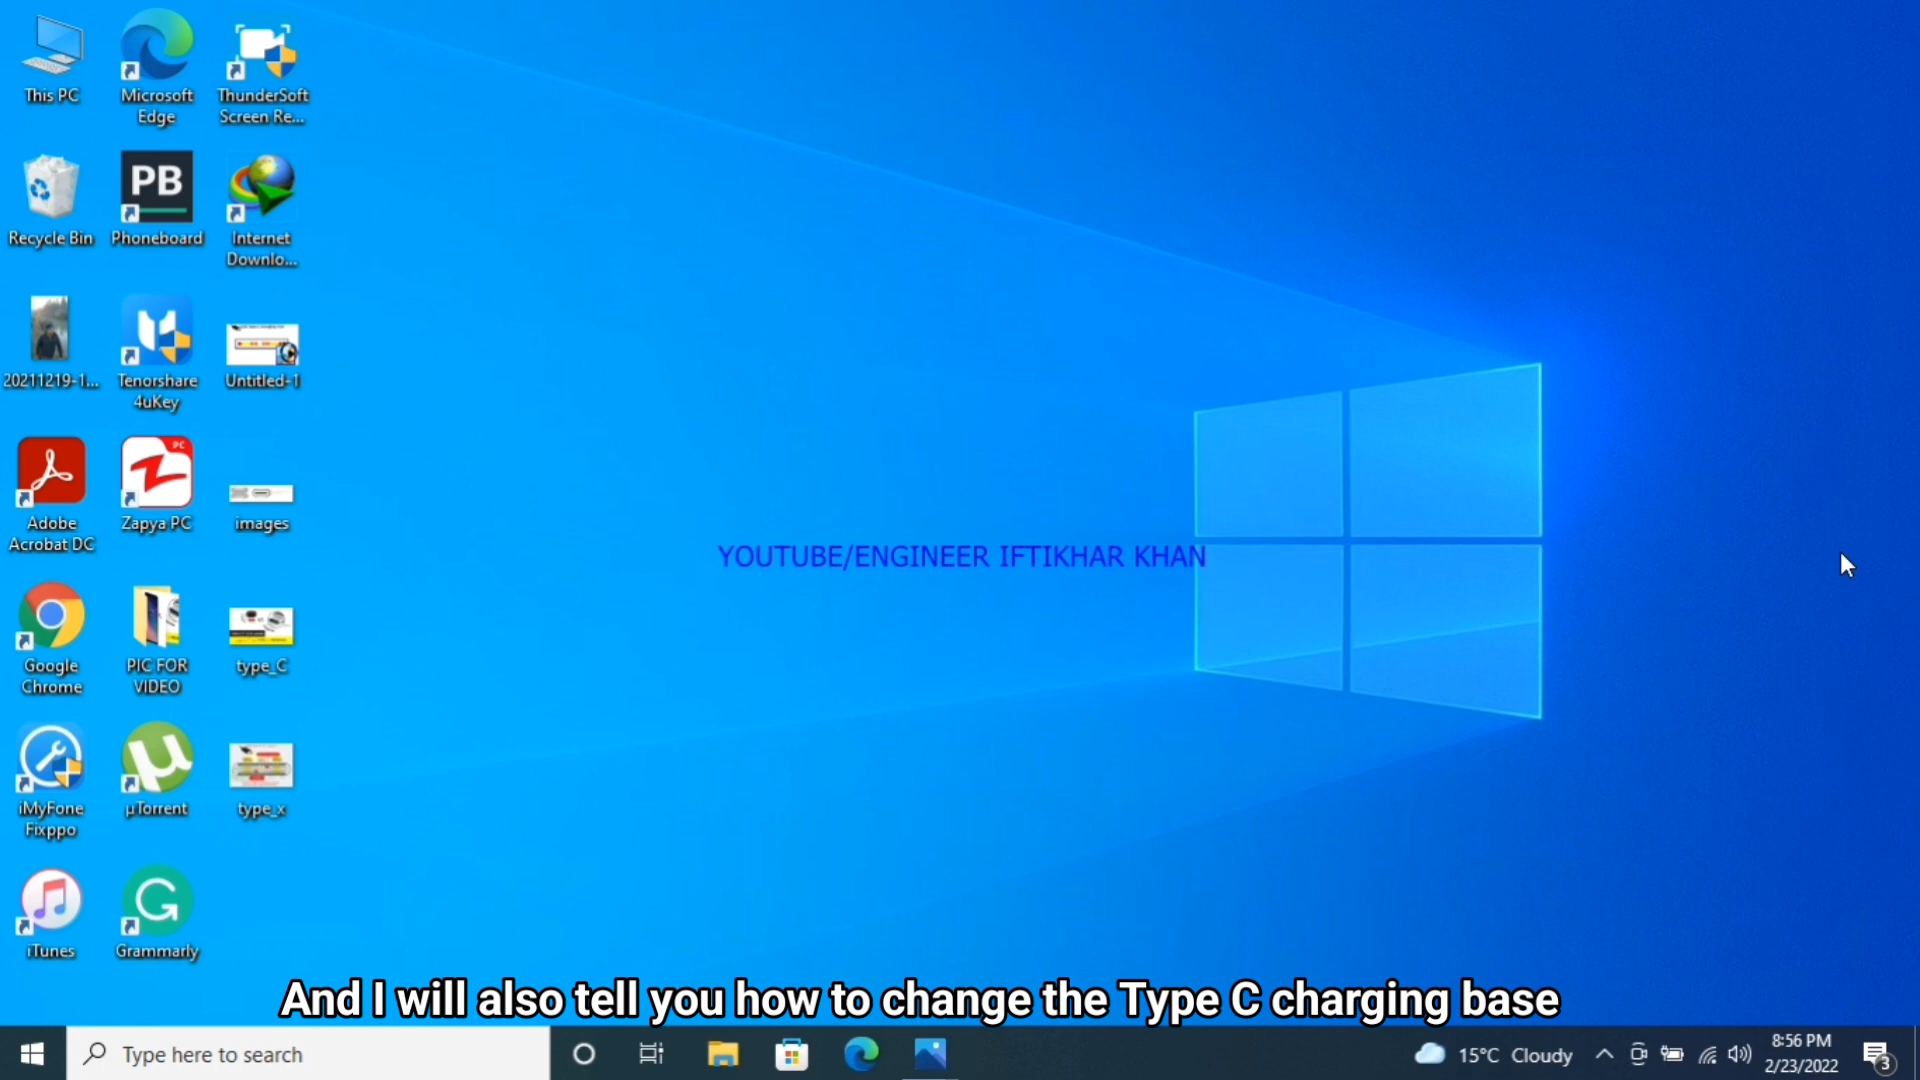 This PC
Microsoft
Edge
ThunderSoft
Screen Re...
Recycle Bin
PB
Phoneboard
Internet
Downlo...
20211219-1...
Tenorshare
4uKey
Untitled-1
Adobe
Acrobat DC
PC
Zapya PC
images
Google
Chrome
PIC FOR
VIDEO
type_C
iMyFone
Fixppo
µTorrent
type_x
iTunes
Grammarly
YOUTUBE/ENGINEER IFTIKHAR KHAN
And I will also tell you how to change the Type C charging base
Type here to search
15°C Cloudy
8:56 PM
2/23/2022
3